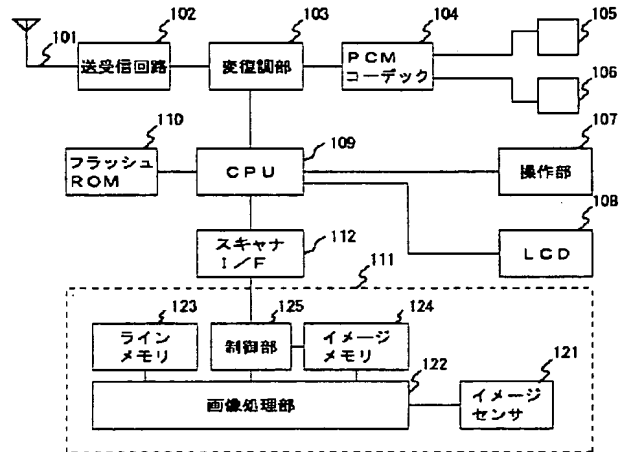 102
103
104
105
101
送受信回路
変復調部
PCM
コーデック
106
110
109
107
フラッシュ
ROM
CPU
操作部
108
スキャナ
I/F
112
LCD
111
123
125
124
ライン
メモリ
制御部
イメージ
メモリ
122
121
画像処理部
イメージ
センサ